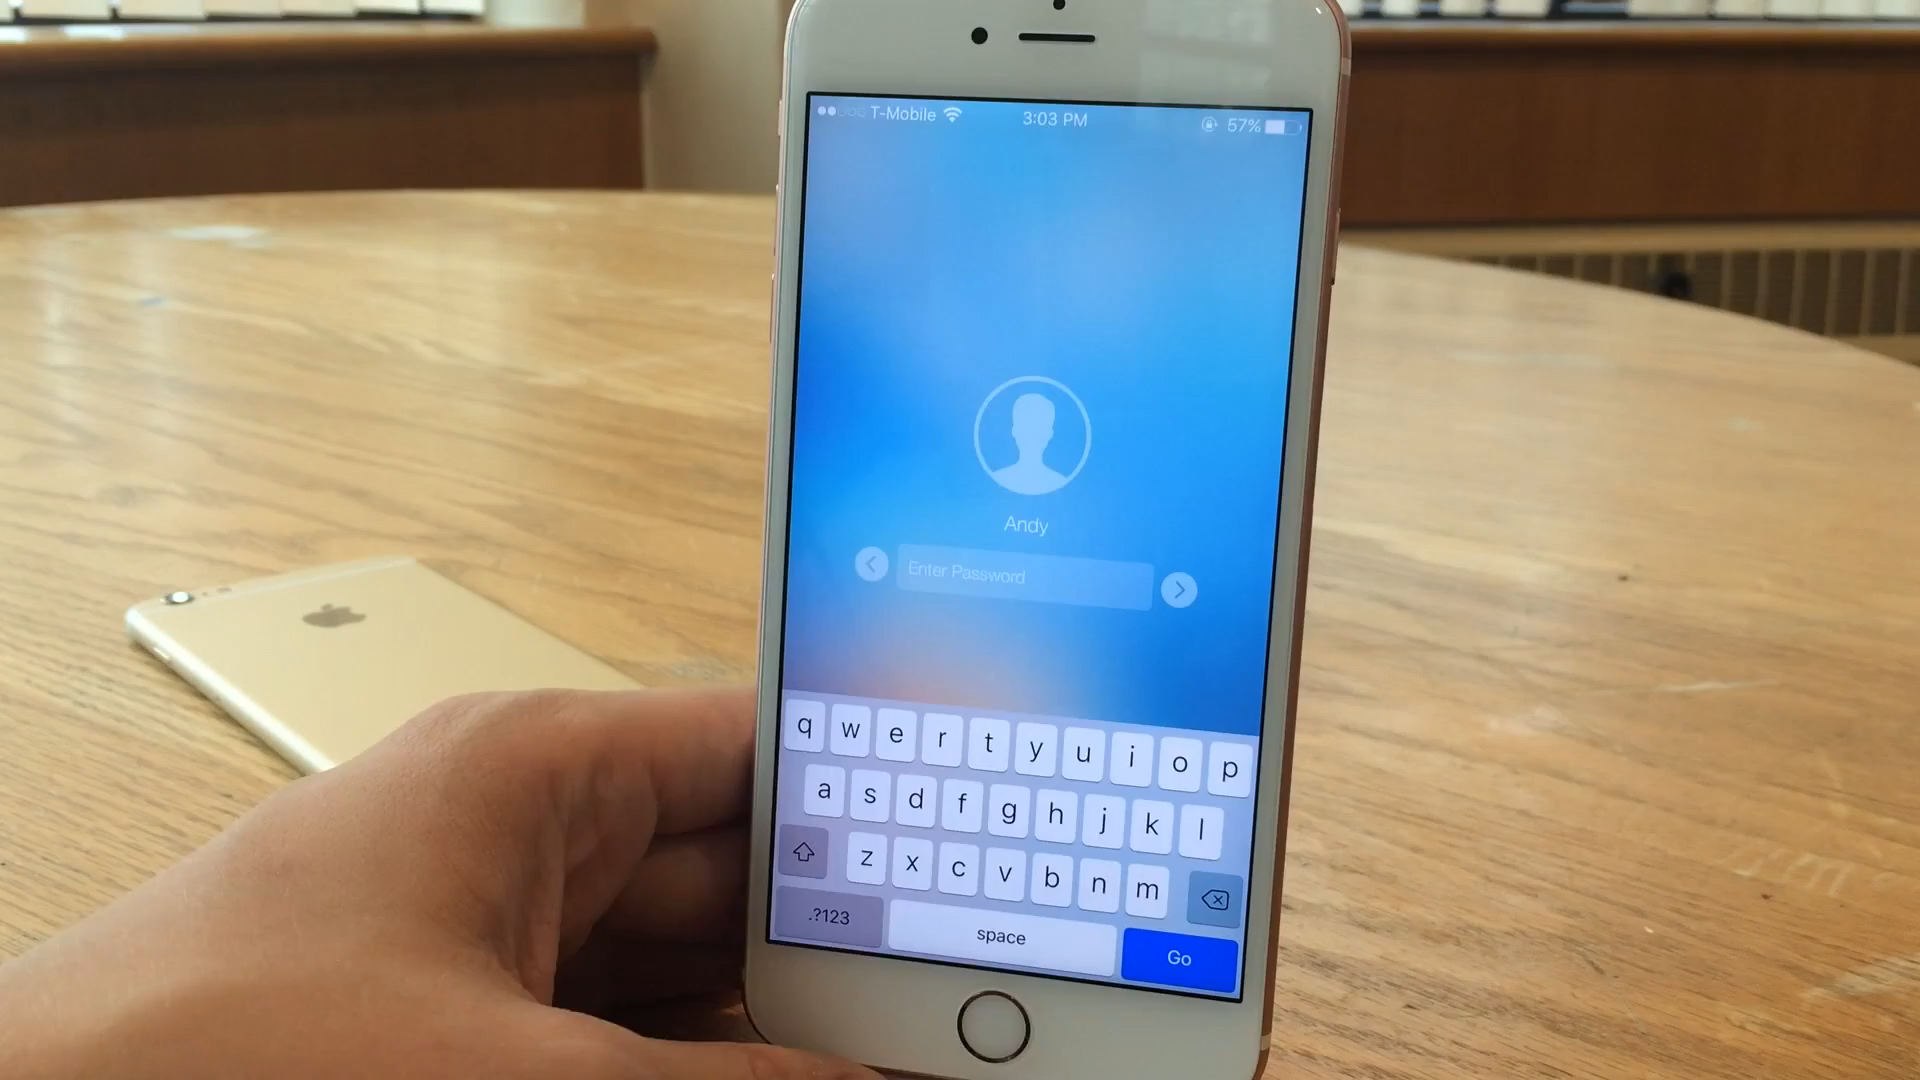 T-Mobile 3:03 PM 57%
Andy
Enter Password
q w e r t y u i o p
a s d f g h j k l
z x c v b n m
.?123 space Go